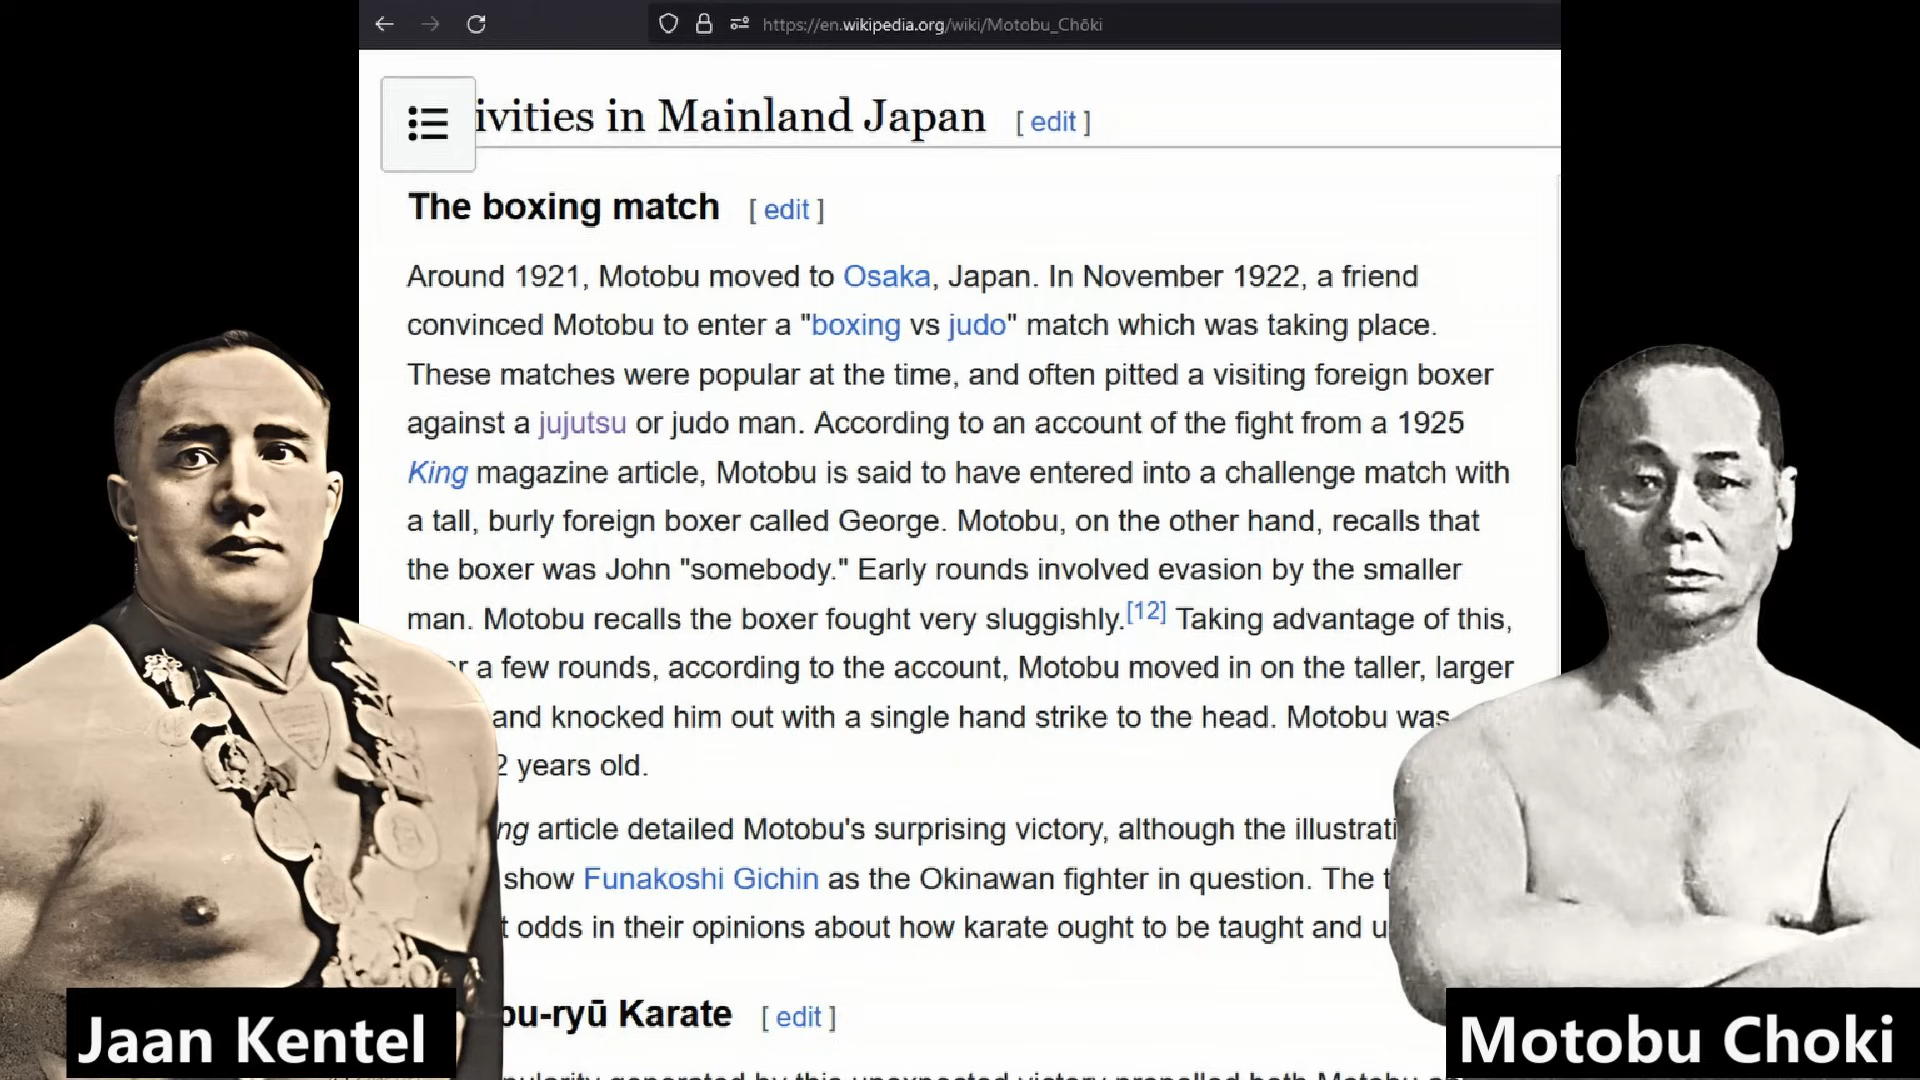 https://en.wikipedia.org/wiki/Motobu_Chōki
ivities in Mainland Japan [ edit ]
The boxing match [ edit ]
Around 1921, Motobu moved to Osaka, Japan. In November 1922, a friend
convinced Motobu to enter a "boxing vs judo" match which was taking place.
These matches were popular at the time, and often pitted a visiting foreign boxer
against a jujutsu or judo man. According to an account of the fight from a 1925
King magazine article, Motobu is said to have entered into a challenge match with
a tall, burly foreign boxer called George. Motobu, on the other hand, recalls that
the boxer was John "somebody." Early rounds involved evasion by the smaller
man. Motobu recalls the boxer fought very sluggishly.[12] Taking advantage of this,
a few rounds, according to the account, Motobu moved in on the taller, larger
and knocked him out with a single hand strike to the head. Motobu was
2 years old.
ng article detailed Motobu's surprising victory, although the illustrati
show Funakoshi Gichin as the Okinawan fighter in question. The t
t odds in their opinions about how karate ought to be taught and u
bu-ryū Karate [ edit ]
Jaan Kentel
Motobu Choki